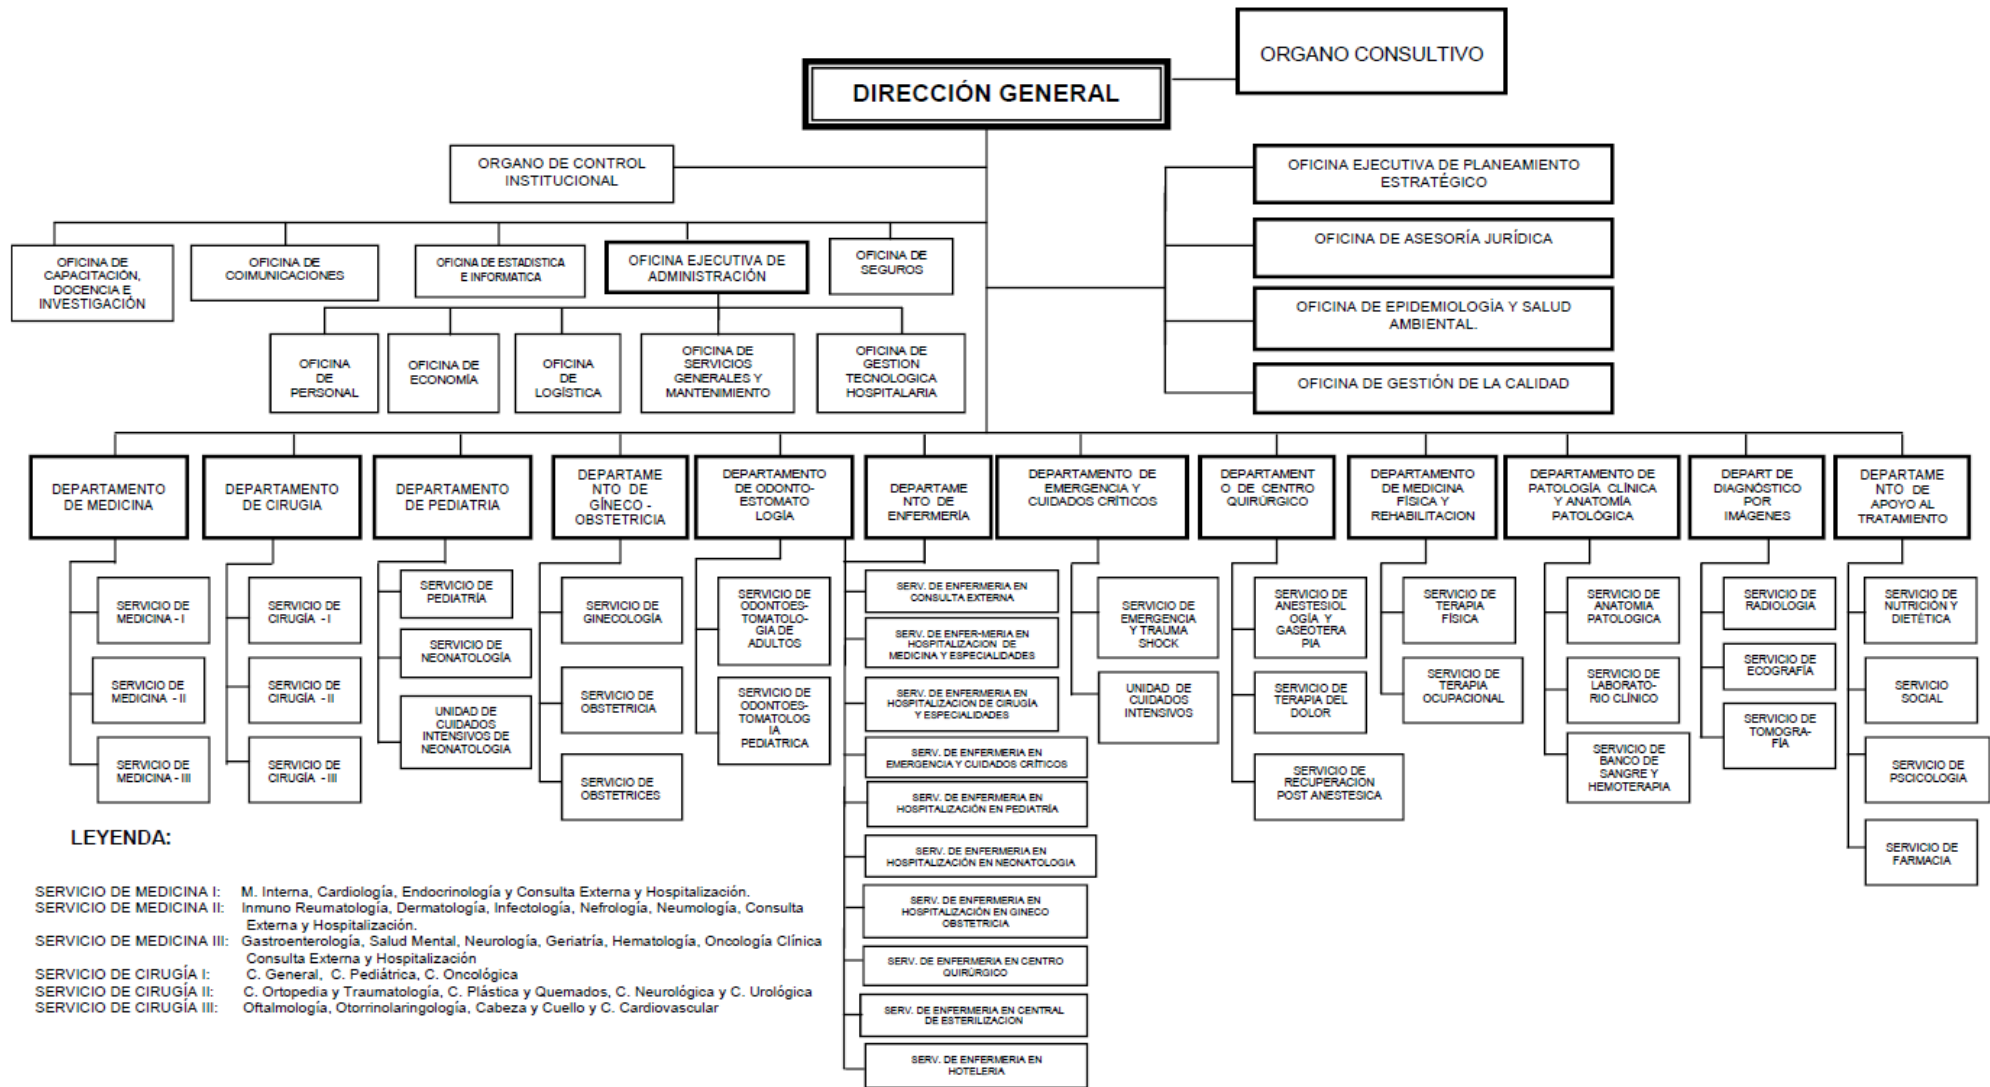 ORGANO CONSULTIVO
DIRECCIÓN GENERAL
ORGANO DE CONTROL
INSTITUCIONAL
OFICINA EJECUTIVA DE PLANEAMIENTO
ESTRATÉGICO
OFICINA DE ASESORÍA JURÍDICA
OFICINA DE EPIDEMIOLOGÍA Y SALUD
AMBIENTAL.
OFICINA DE GESTIÓN DE LA CALIDAD
OFICINA DE
CAPACITACIÓN,
DOCENCIA E
INVESTIGACIÓN
OFICINA DE
COIMUNICACIONES
OFICINA DE ESTADISTICA
E INFORMATICA
OFICINA EJECUTIVA DE
ADMINISTRACIÓN
OFICINA DE
SEGUROS
OFICINA
DE
PERSONAL
OFICINA DE
ECONOMÍA
OFICINA
DE
LOGÍSTICA
OFICINA DE
SERVICIOS
GENERALES Y
MANTENIMIENTO
OFICINA DE
GESTION
TECNOLOGICA
HOSPITALARIA
DEPARTAMENTO
DE MEDICINA
DEPARTAMENTO
DE CIRUGIA
DEPARTAMENTO
DE PEDIATRIA
DEPARTAME
NTO DE
GÍNECO -
OBSTETRICIA
DEPARTAMENTO
DE ODONTO-
ESTOMATO
LOGÍA
DEPARTAME
NTO DE
ENFERMERÍA
DEPARTAMENTO DE
EMERGENCIA Y
CUIDADOS CRÍTICOS
DEPARTAMENT
O DE CENTRO
QUIRÚRGICO
DEPARTAMENTO
DE MEDICINA
FÍSICA Y
REHABILITACION
DEPARTAMENTO DE
PATOLOGÍA CLÍNICA
Y ANATOMÍA
PATOLÓGICA
DEPART DE
DIAGNÓSTICO
POR
IMÁGENES
DEPARTAME
NTO DE
APOYO AL
TRATAMIENTO
SERVICIO DE
MEDICINA - I
SERVICIO DE
MEDICINA - II
SERVICIO DE
MEDICINA - III
SERVICIO DE
CIRUGÍA - I
SERVICIO DE
CIRUGÍA - II
SERVICIO DE
CIRUGÍA - III
SERVICIO DE
PEDIATRÍA
SERVICIO DE
NEONATOLOGÍA
UNIDAD DE
CUIDADOS
INTENSIVOS DE
NEONATOLOGIA
SERVICIO DE
GINECOLOGÍA
SERVICIO DE
OBSTETRICIA
SERVICIO DE
OBSTETRICES
SERVICIO DE
ODONTOES-
TOMATOLO-
GIA DE
ADULTOS
SERVICIO DE
ODONTOES-
TOMATOLOG
IA
PEDIATRICA
SERV. DE ENFERMERIA EN
CONSULTA EXTERNA
SERV. DE ENFER-MERIA EN
HOSPITALIZACION DE
MEDICINA Y ESPECIALIDADES
SERV. DE ENFERMERIA EN
HOSPITALIZACION DE CIRUGÍA
Y ESPECIALIDADES
SERV. DE ENFERMERIA EN
EMERGENCIA Y CUIDADOS CRÍTICOS
SERV. DE ENFERMERIA EN
HOSPITALIZACIÓN EN PEDIATRÍA
SERV. DE ENFERMERIA EN
HOSPITALIZACIÓN EN NEONATOLOGIA
SERV. DE ENFERMERIA EN
HOSPITALIZACIÓN EN GINECO
OBSTETRICIA
SERV. DE ENFERMERIA EN CENTRO
QUIRÚRGICO
SERV. DE ENFERMERIA EN CENTRAL
DE ESTERILIZACION
SERV. DE ENFERMERIA EN
HOTELERIA
SERVICIO DE
EMERGENCIA
Y TRAUMA
SHOCK
UNIDAD DE
CUIDADOS
INTENSIVOS
SERVICIO DE
ANESTESIOL
OGÍA Y
GASEOTERA
PIA
SERVICIO DE
TERAPIA DEL
DOLOR
SERVICIO DE
RECUPERACION
POST ANESTESICA
SERVICIO DE
TERAPIA
FÍSICA
SERVICIO DE
TERAPIA
OCUPACIONAL
SERVICIO DE
ANATOMIA
PATOLOGICA
SERVICIO DE
LABORATO-
RIO CLÍNICO
SERVICIO DE
BANCO DE
SANGRE Y
HEMOTERAPIA
SERVICIO DE
RADIOLOGIA
SERVICIO DE
ECOGRAFÍA
SERVICIO DE
TOMOGRA-
FÍA
SERVICIO DE
NUTRICIÓN Y
DIETÉTICA
SERVICIO
SOCIAL
SERVICIO DE
PSCICOLOGIA
SERVICIO DE
FARMACIA
LEYENDA:
SERVICIO DE MEDICINA I: M. Interna, Cardiología, Endocrinología y Consulta Externa y Hospitalización.
SERVICIO DE MEDICINA II: Inmuno Reumatología, Dermatología, Infectología, Nefrología, Neumología, Consulta
Externa y Hospitalización.
SERVICIO DE MEDICINA III: Gastroenterología, Salud Mental, Neurología, Geriatría, Hematología, Oncología Clínica
Consulta Externa y Hospitalización
SERVICIO DE CIRUGÍA I: C. General, C. Pediátrica, C. Oncológica
SERVICIO DE CIRUGÍA II: C. Ortopedia y Traumatología, C. Plástica y Quemados, C. Neurológica y C. Urológica
SERVICIO DE CIRUGÍA III: Oftalmología, Otorrinolaringología, Cabeza y Cuello y C. Cardiovascular